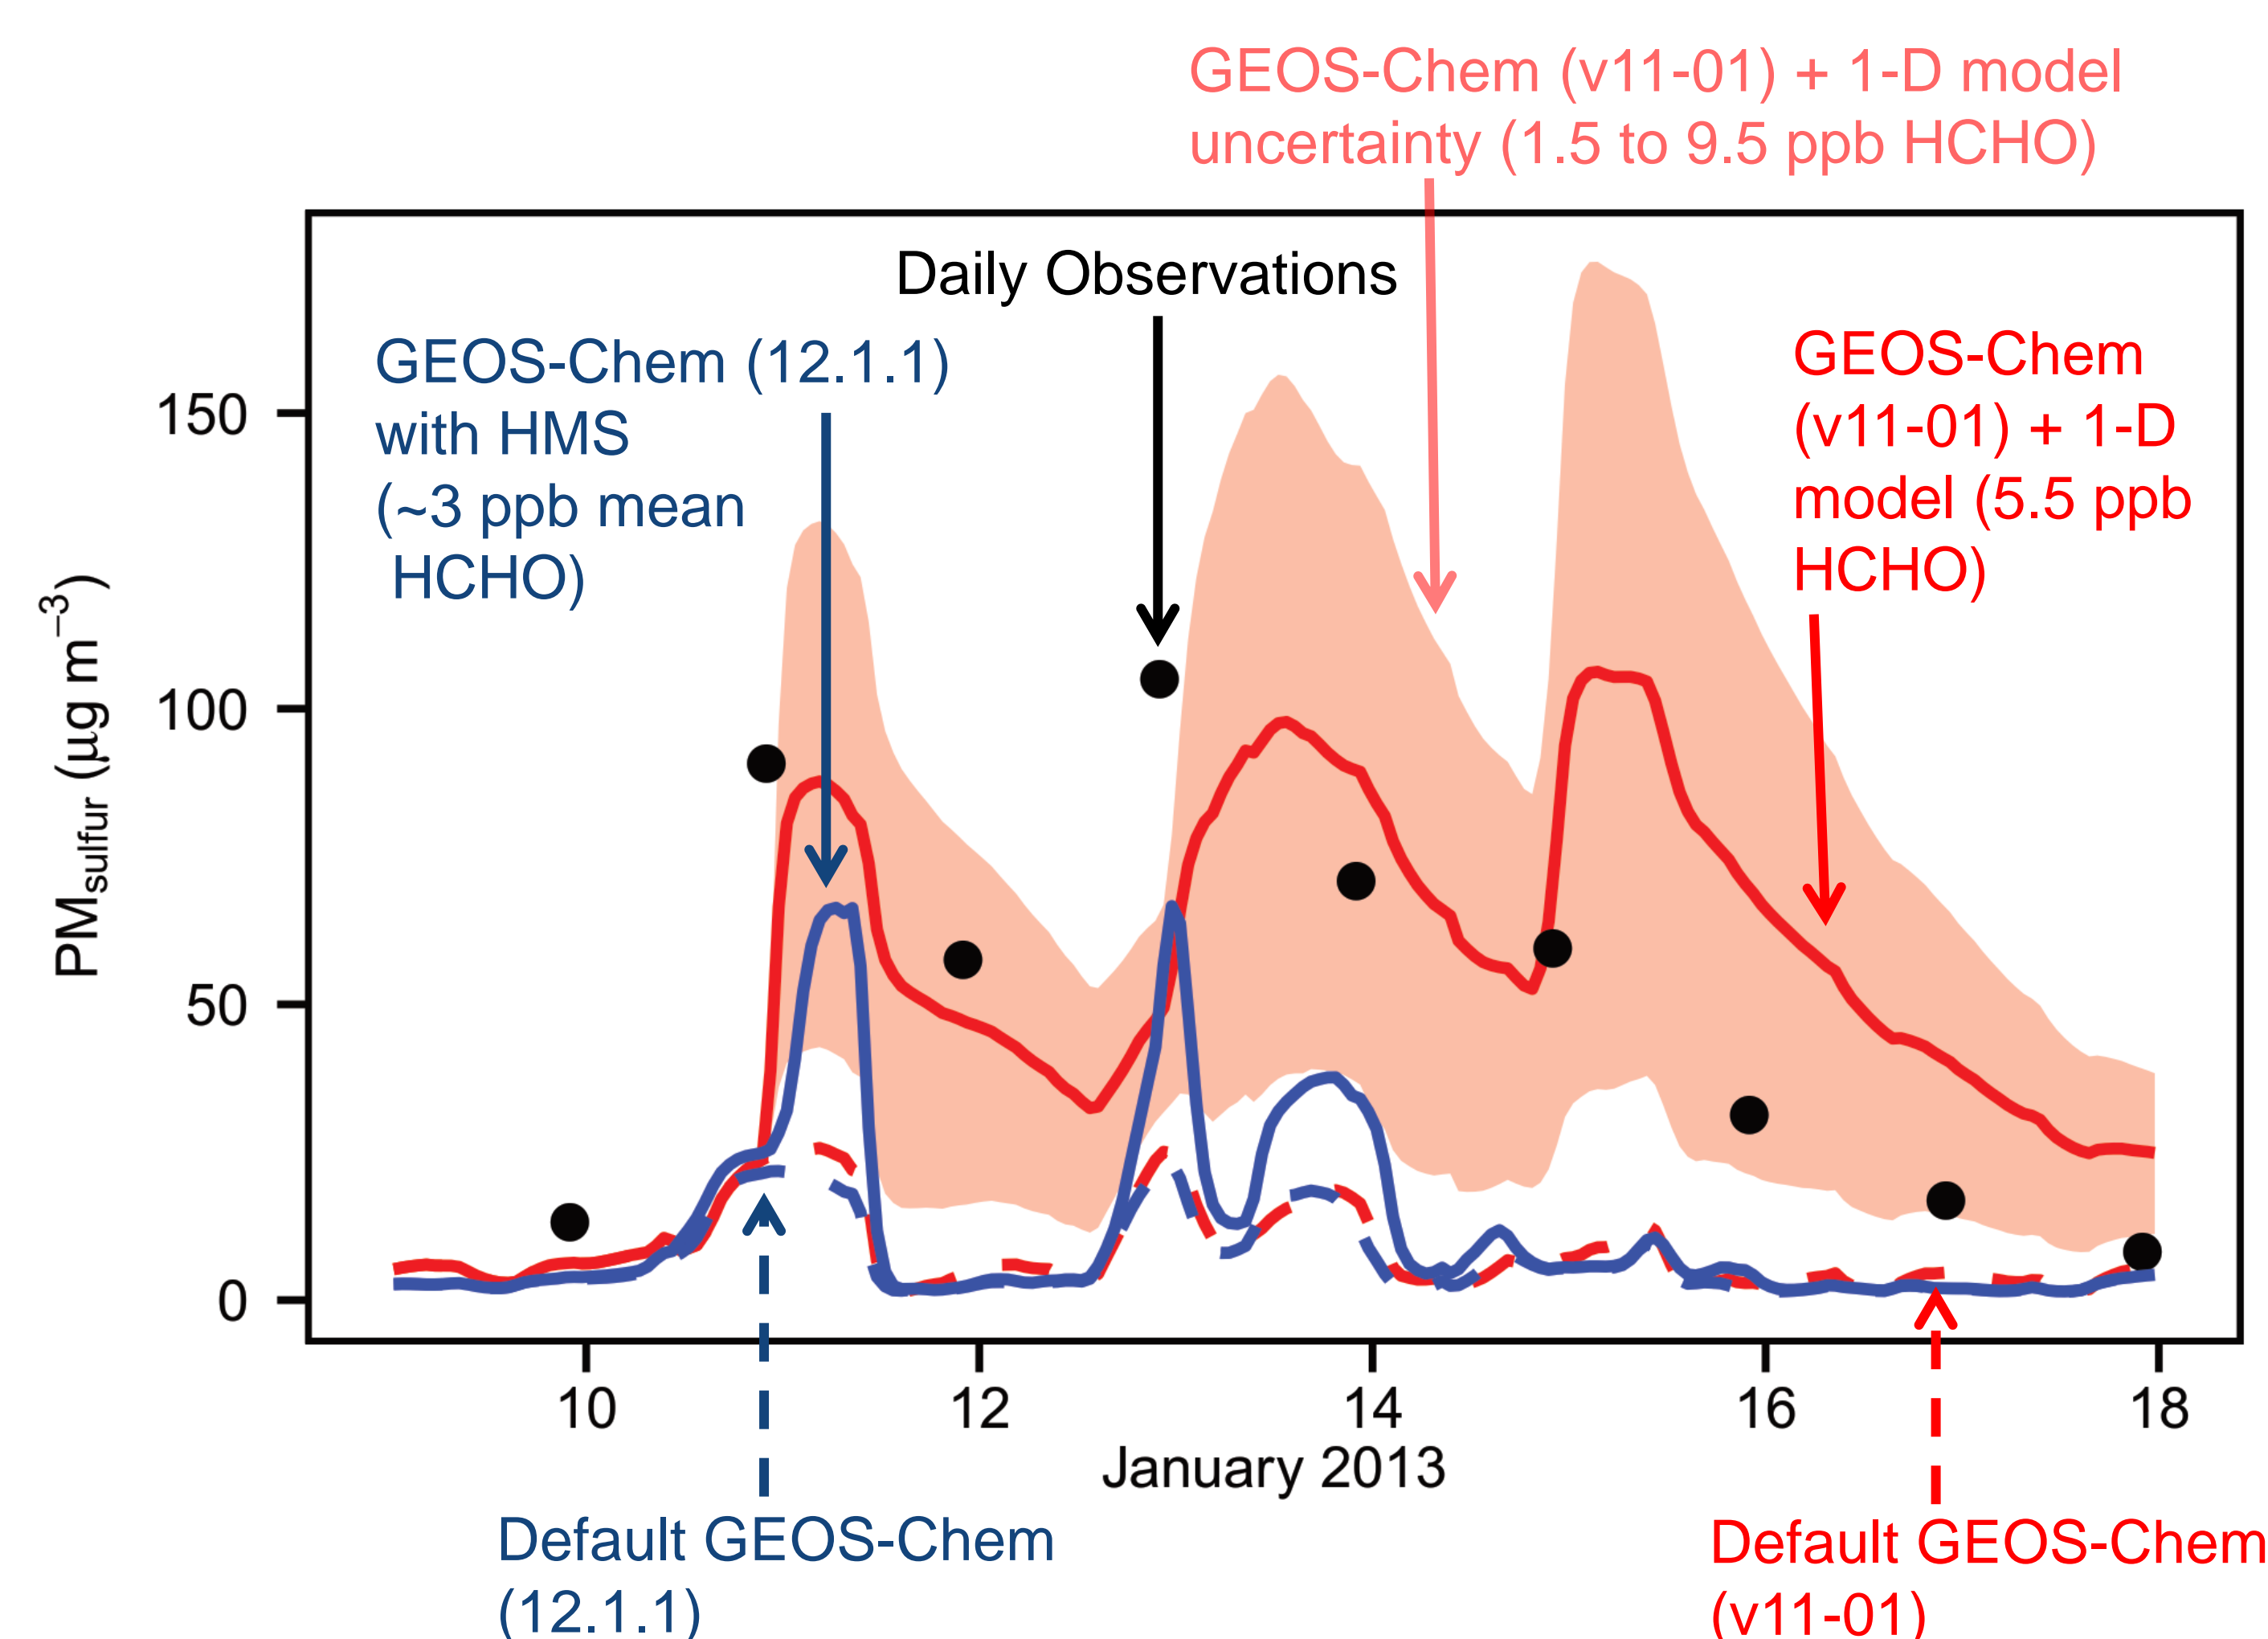 GEOS-Chem (v11-01) + 1-D model
uncertainty (1.5 to 9.5 ppb HCHO)
Daily Observations
GEOS-Chem (12.1.1)
with HMS
(~3 ppb mean
HCHO)
GEOS-Chem
(v11-01) + 1-D
model (5.5 ppb
HCHO)
PMsulfur (μg m−3)
150
100
50
0
10
12
14
16
18
January 2013
Default GEOS-Chem
(12.1.1)
Default GEOS-Chem
(v11-01)